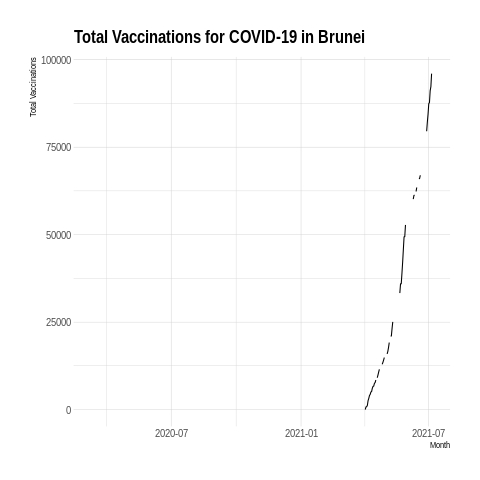 Total Vaccinations for COVID-19 in Brunei
Total Vaccinations
100000
75000
50000
25000
0
2020-07 2021-01 2021-07
Month